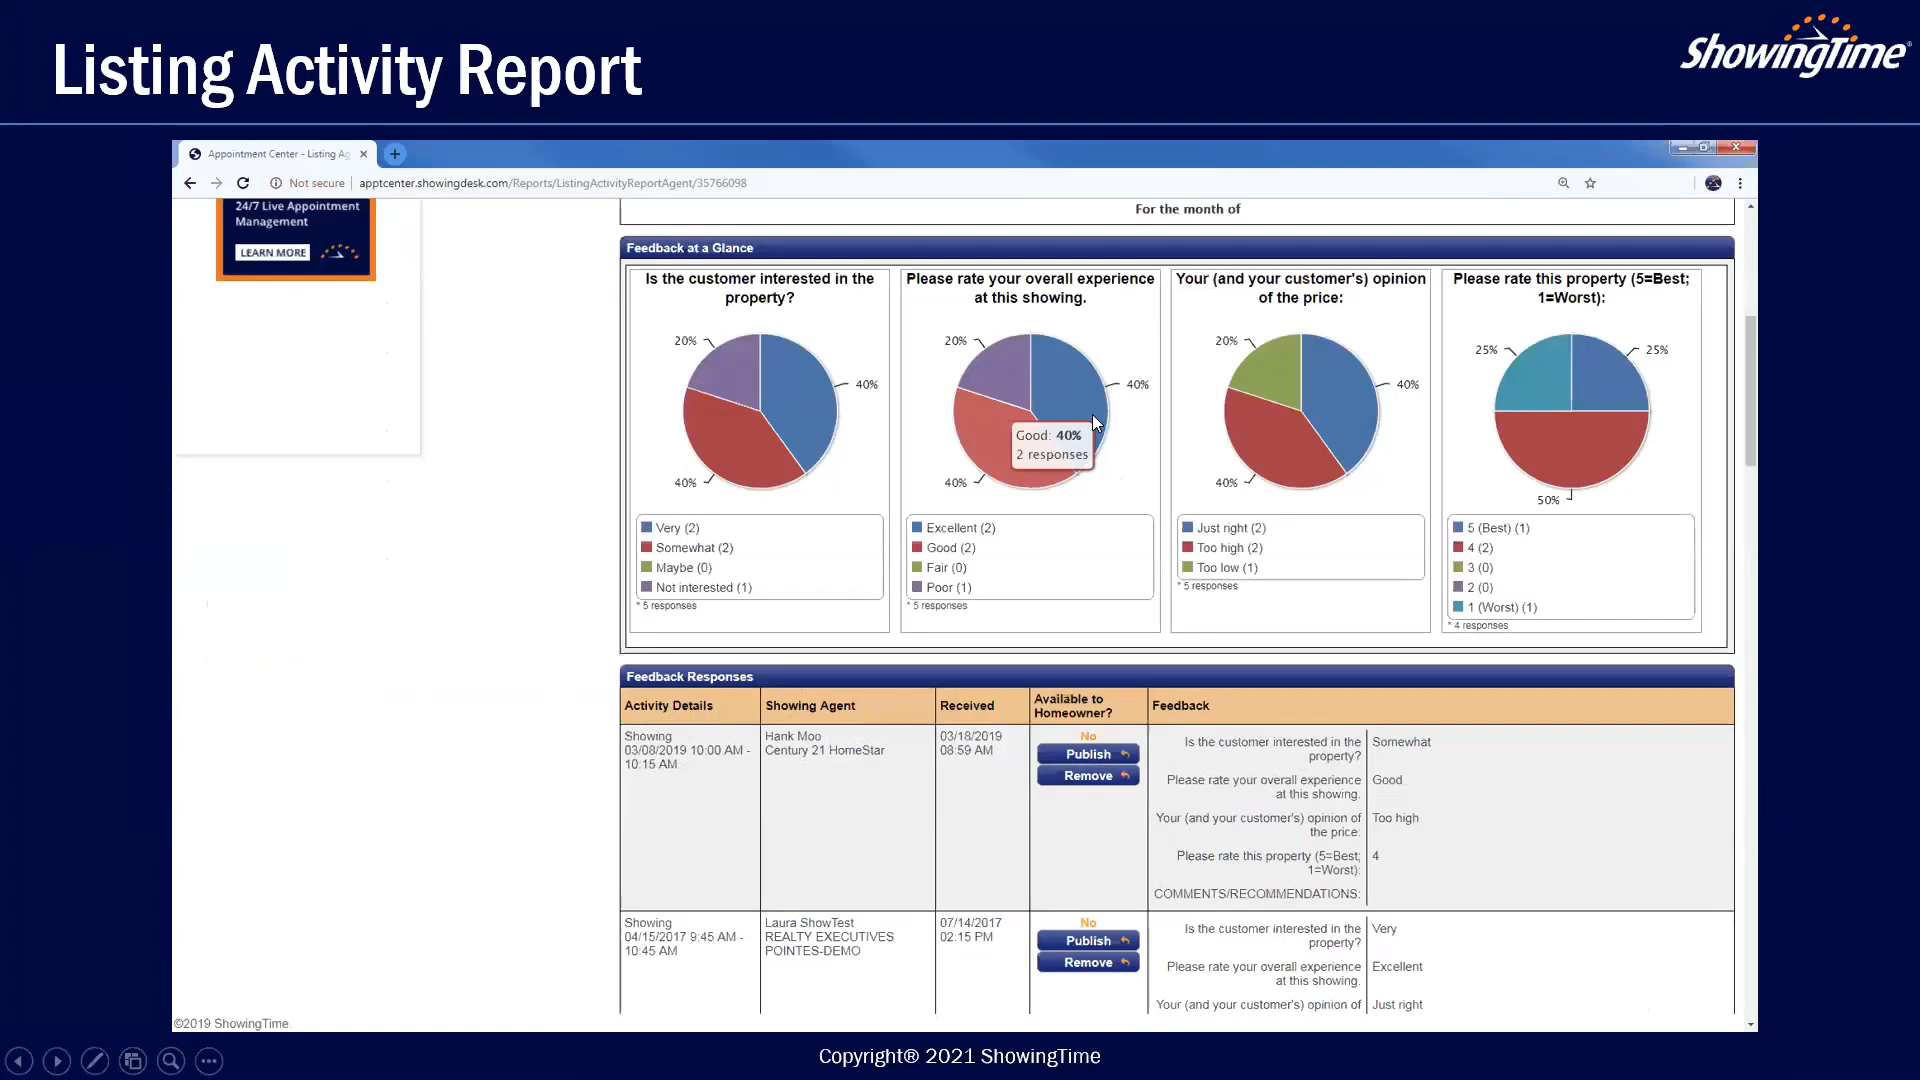 Listing Activity Report
ShowingTime
Appointment Center - Listing Ag
Not secure
apptcenter.showingdesk.com/Reports/ListingActivityReportAgent/35766098
24/7 Live Appointment
Management
LEARN MORE
For the month of
Feedback at a Glance
Is the customer interested in the
property?
20%
40%
40%
Very (2)
Somewhat (2)
Maybe (0)
Not interested (1)
* 5 responses
Please rate your overall experience
at this showing.
20%
40%
Good: 40%
2 responses
40%
Excellent (2)
Good (2)
Fair (0)
Poor (1)
* 5 responses
Your (and your customer's) opinion
of the price:
20%
40%
40%
Just right (2)
Too high (2)
Too low (1)
* 5 responses
Please rate this property (5=Best;
1=Worst):
25%
25%
50%
5 (Best) (1)
4 (2)
3 (0)
2 (0)
1 (Worst) (1)
* 4 responses
Feedback Responses
Activity Details
Showing Agent
Received
Available to
Homeowner?
Feedback
Showing
03/08/2019 10:00 AM -
10:15 AM
Hank Moo
Century 21 HomeStar
03/18/2019
08:59 AM
No
Publish
Remove
Is the customer interested in the
property?
Somewhat
Please rate your overall experience
at this showing.
Good
Your (and your customer's) opinion of
the price:
Too high
Please rate this property (5=Best;
1=Worst):
4
COMMENTS/RECOMMENDATIONS:
Showing
04/15/2017 9:45 AM -
10:45 AM
Laura ShowTest
REALTY EXECUTIVES
POINTES-DEMO
07/14/2017
02:15 PM
No
Publish
Remove
Is the customer interested in the
property?
Very
Please rate your overall experience
at this showing.
Excellent
Your (and your customer's) opinion of
Just right
©2019 ShowingTime.
Copyright® 2021 ShowingTime